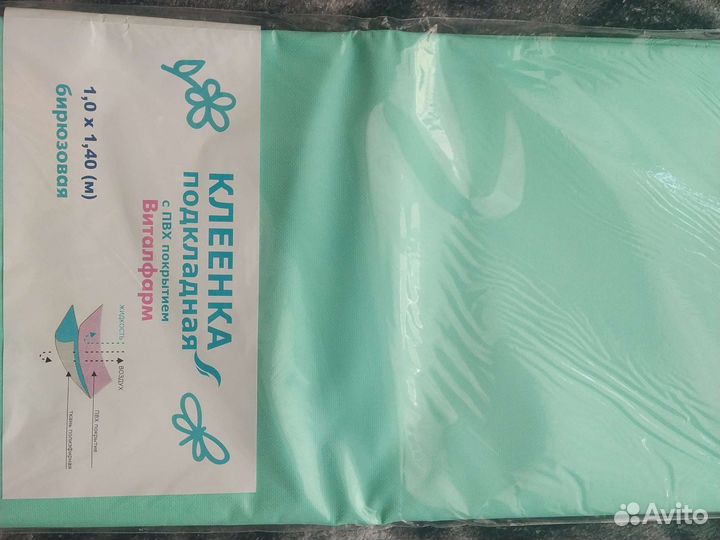 КЛЕЕНКА
подкладная
с ПВХ покрытием
Виталфарм
1,0 x 1,40 (м)
бирюзовая
ЖИДКОСТЬ
ВОЗДУХ
ПВХ покрытие
ткань полиэфирная
Avito